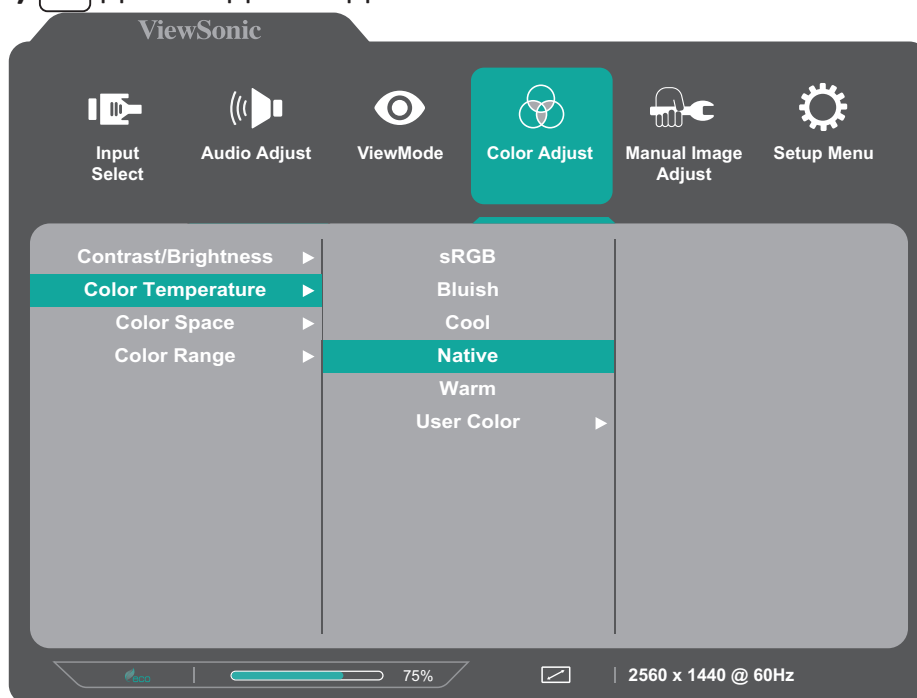 ViewSonic
Input Select
Audio Adjust
ViewMode
Color Adjust
Manual Image Adjust
Setup Menu
Contrast/Brightness ▶
Color Temperature ▶
Color Space ▶
Color Range ▶
sRGB
Bluish
Cool
Native
Warm
User Color ▶
eco | 75%
| 2560 x 1440 @ 60Hz